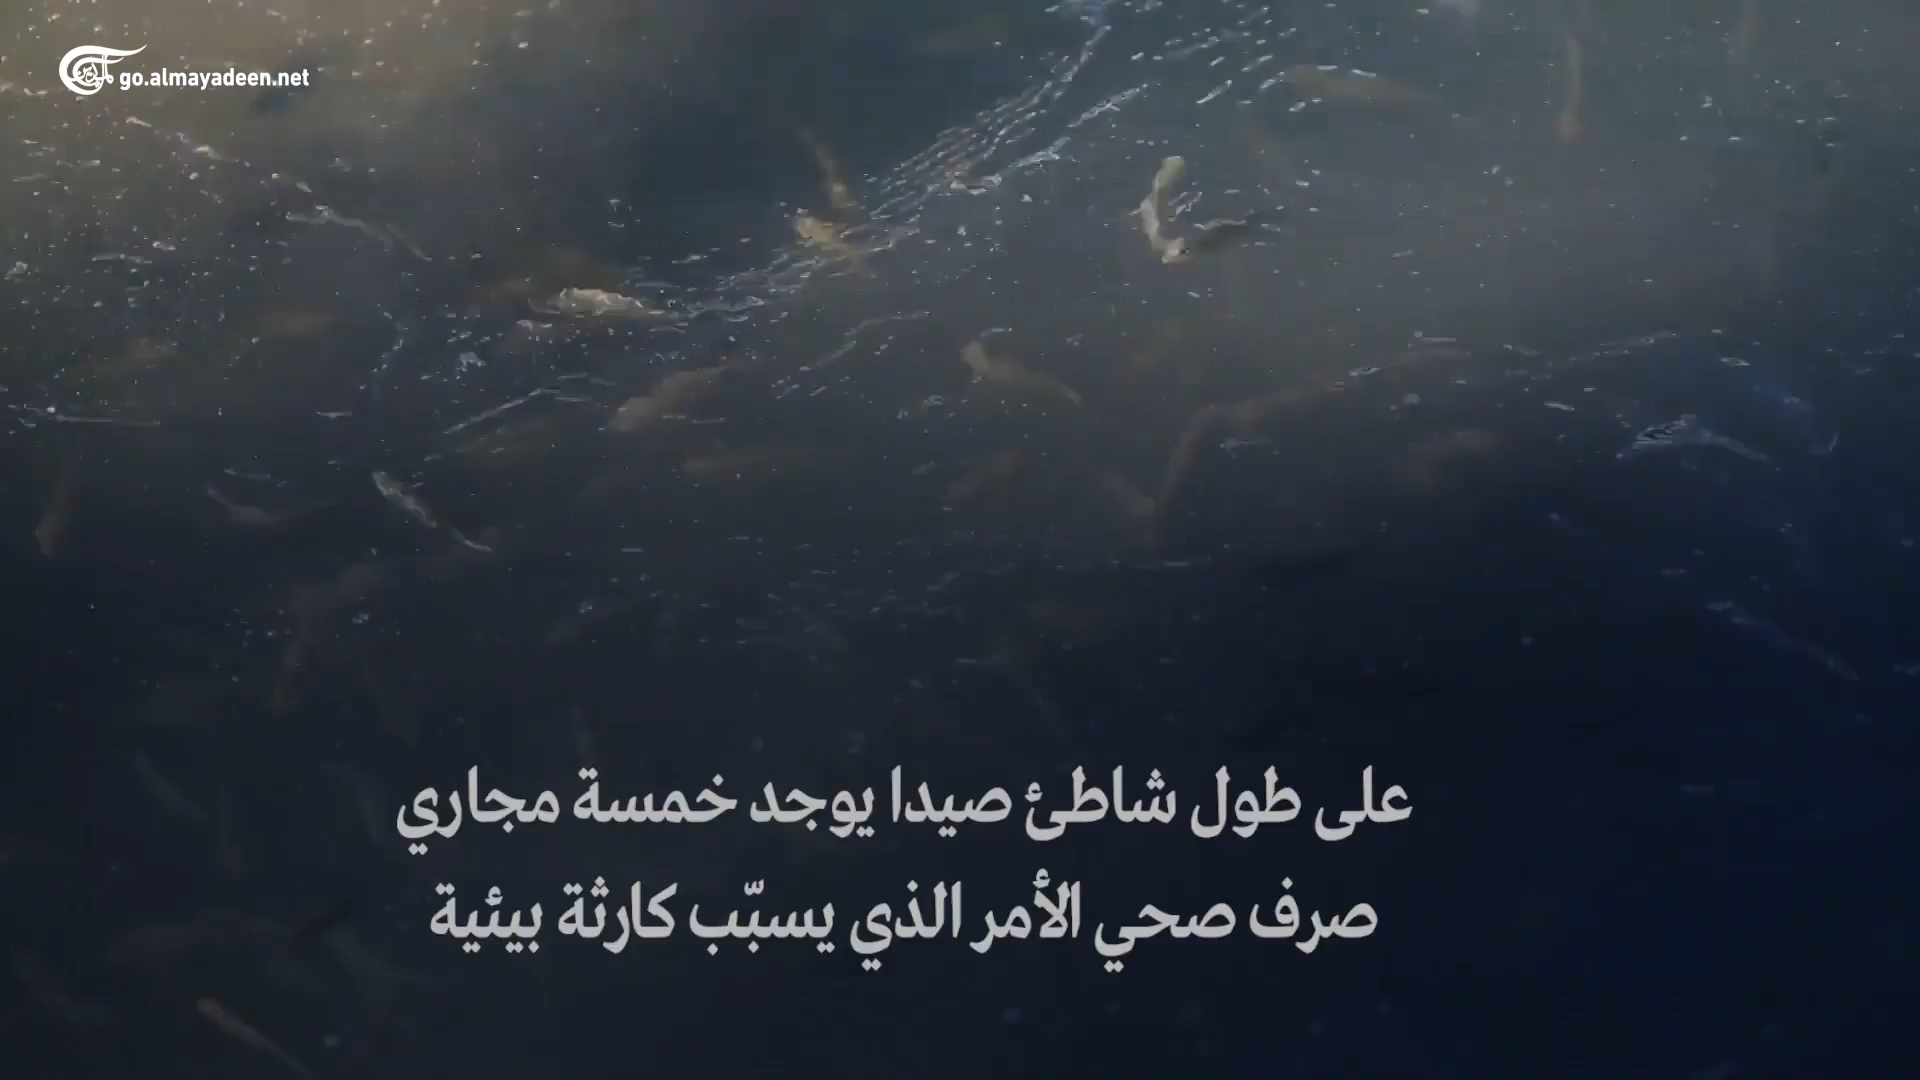 go.almayadeen.net
على طول شاطئ صيدا يوجد خمسة مجاري
صرف صحي الأمر الذي يسبّب كارثة بيئية